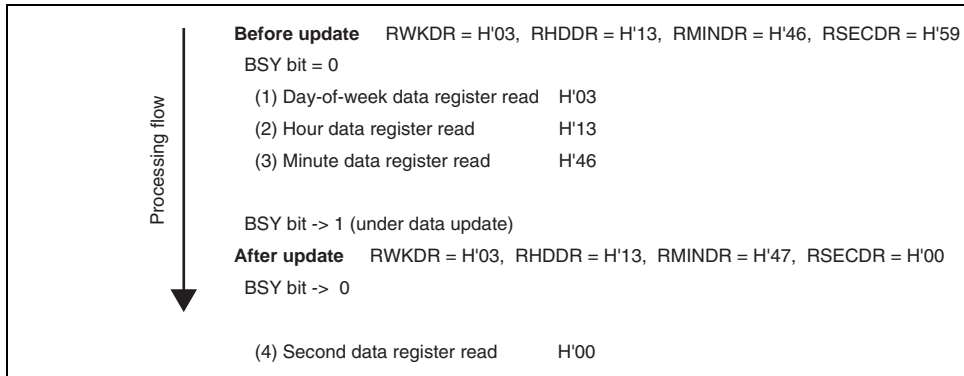 Before update RWKDR = H'03, RHDDR = H'13, RMINDR = H'46, RSECDR = H'59
BSY bit = 0
(1) Day-of-week data register read H'03
(2) Hour data register read H'13
(3) Minute data register read H'46
Processing flow
BSY bit -> 1 (under data update)
After update RWKDR = H'03, RHDDR = H'13, RMINDR = H'47, RSECDR = H'00
BSY bit -> 0
(4) Second data register read H'00